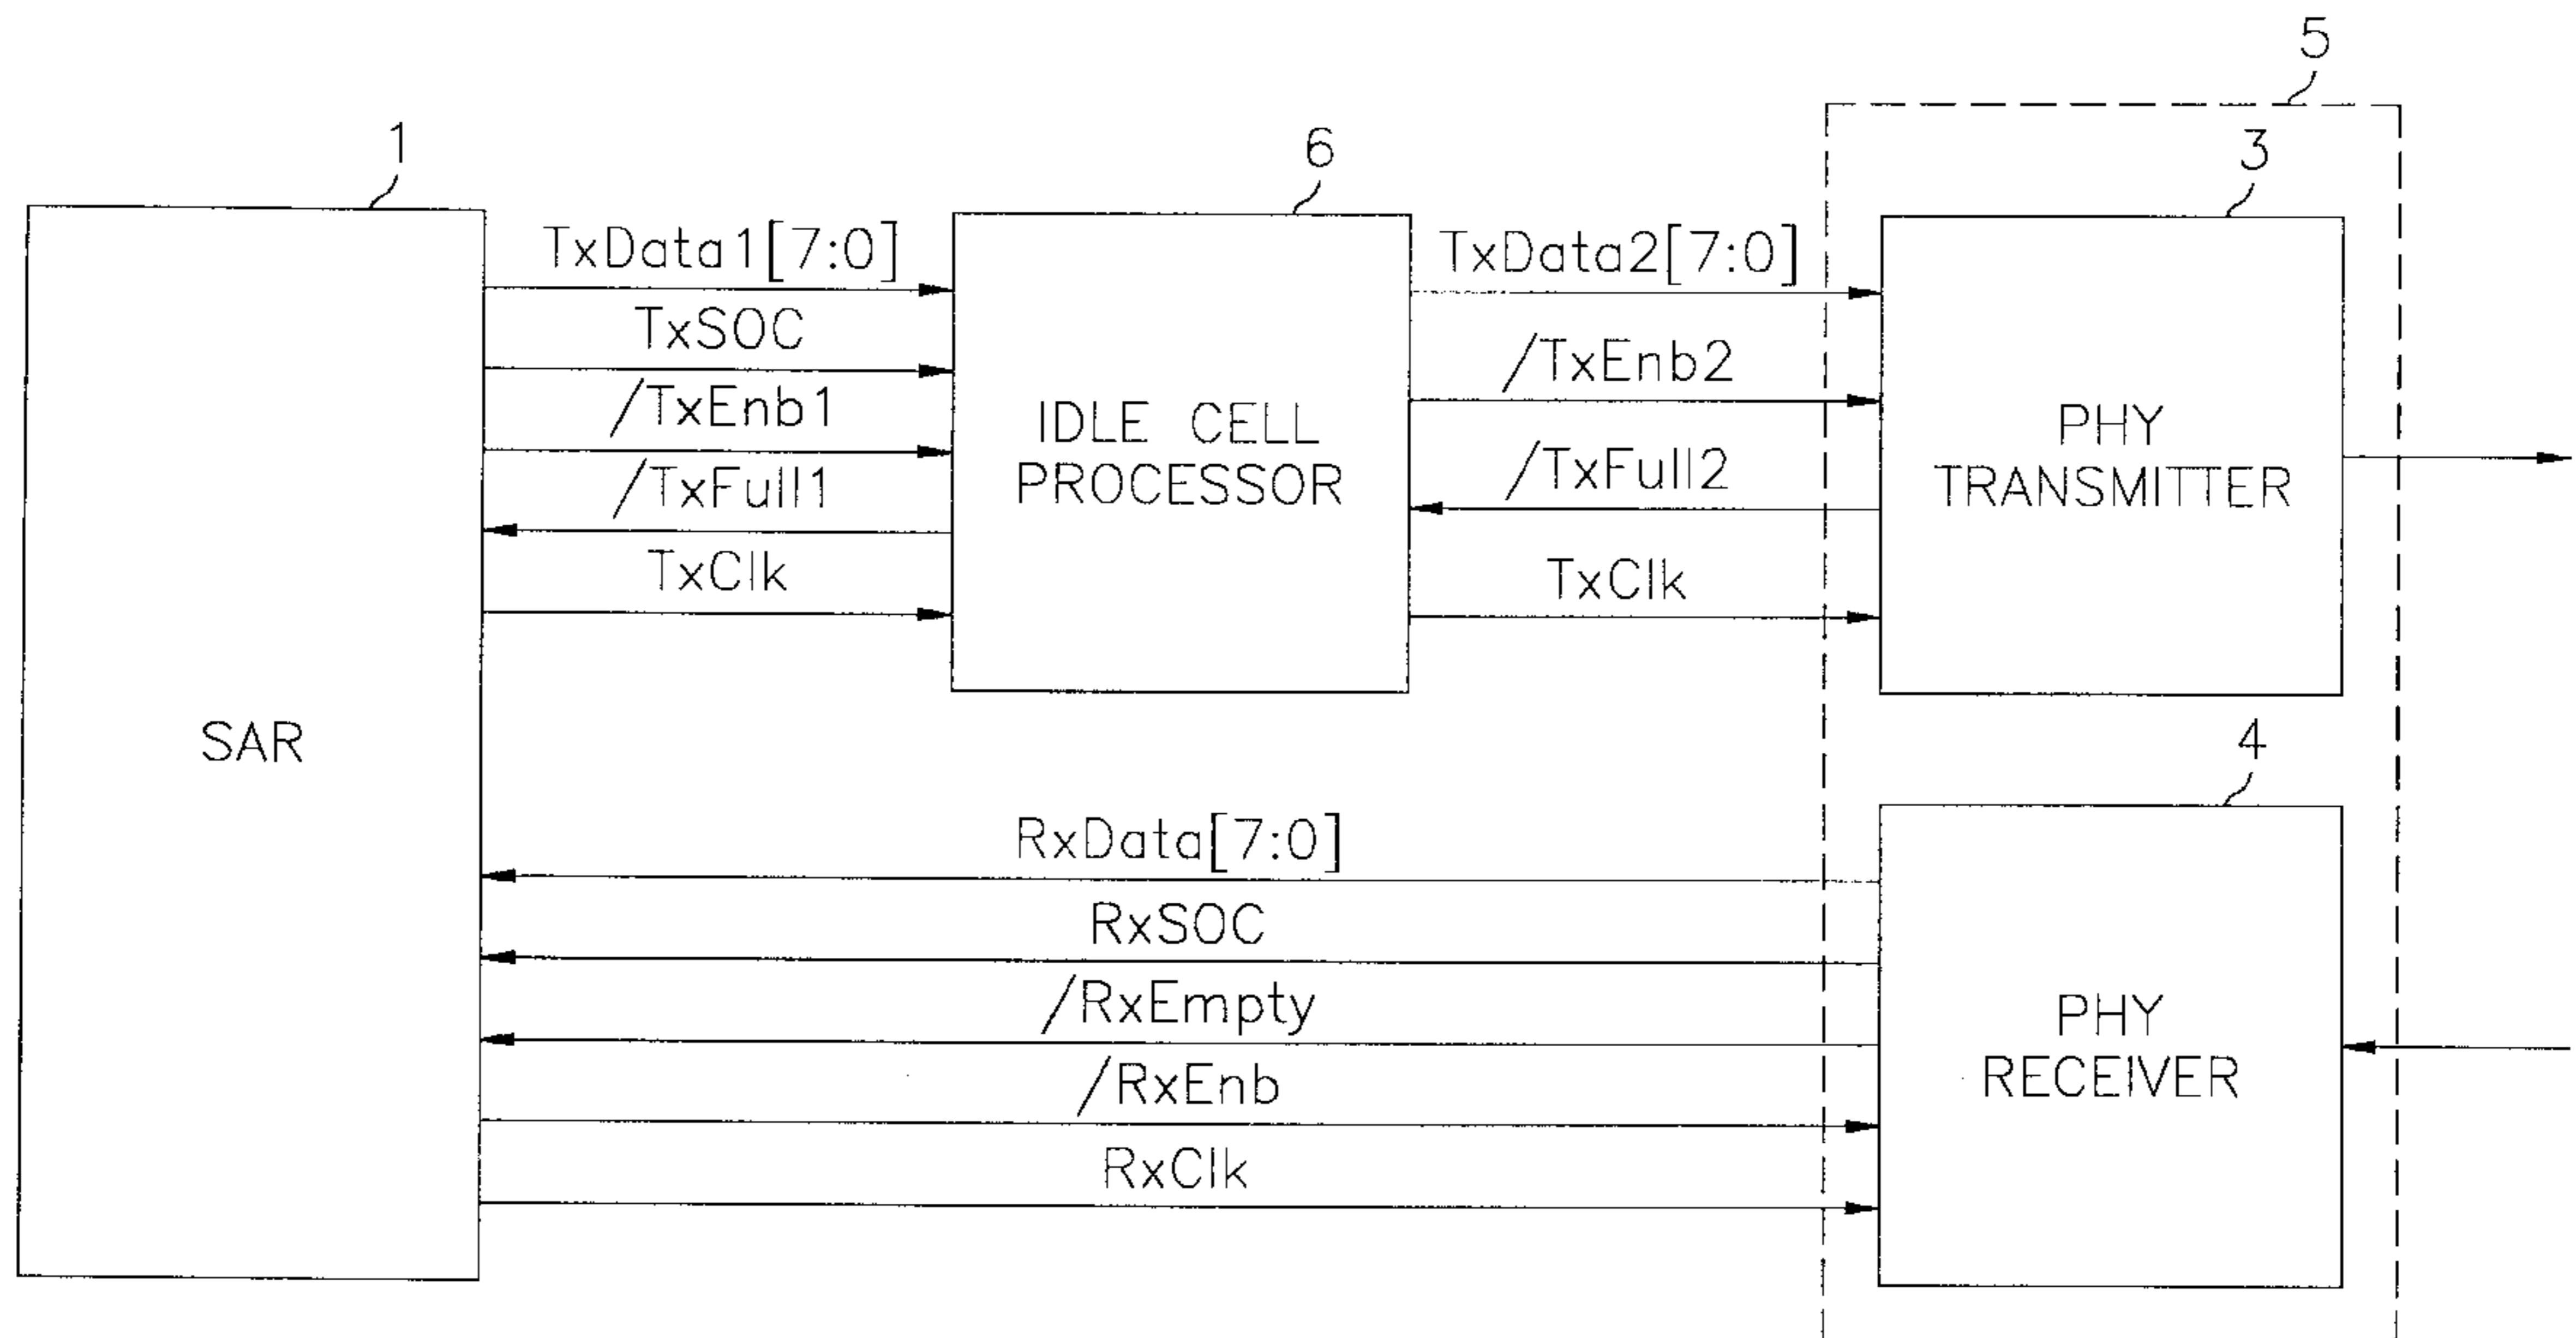 5
1
6
3
TxData1[7:0]
TxData2[7:0]
TxSOC
/TxEnb2
/TxEnb1
IDLE CELL
PROCESSOR
PHY
TRANSMITTER
/TxFull1
/TxFull2
TxClk
TxClk
SAR
4
RxData[7:0]
RxSOC
/RxEmpty
PHY
RECEIVER
/RxEnb
RxClk